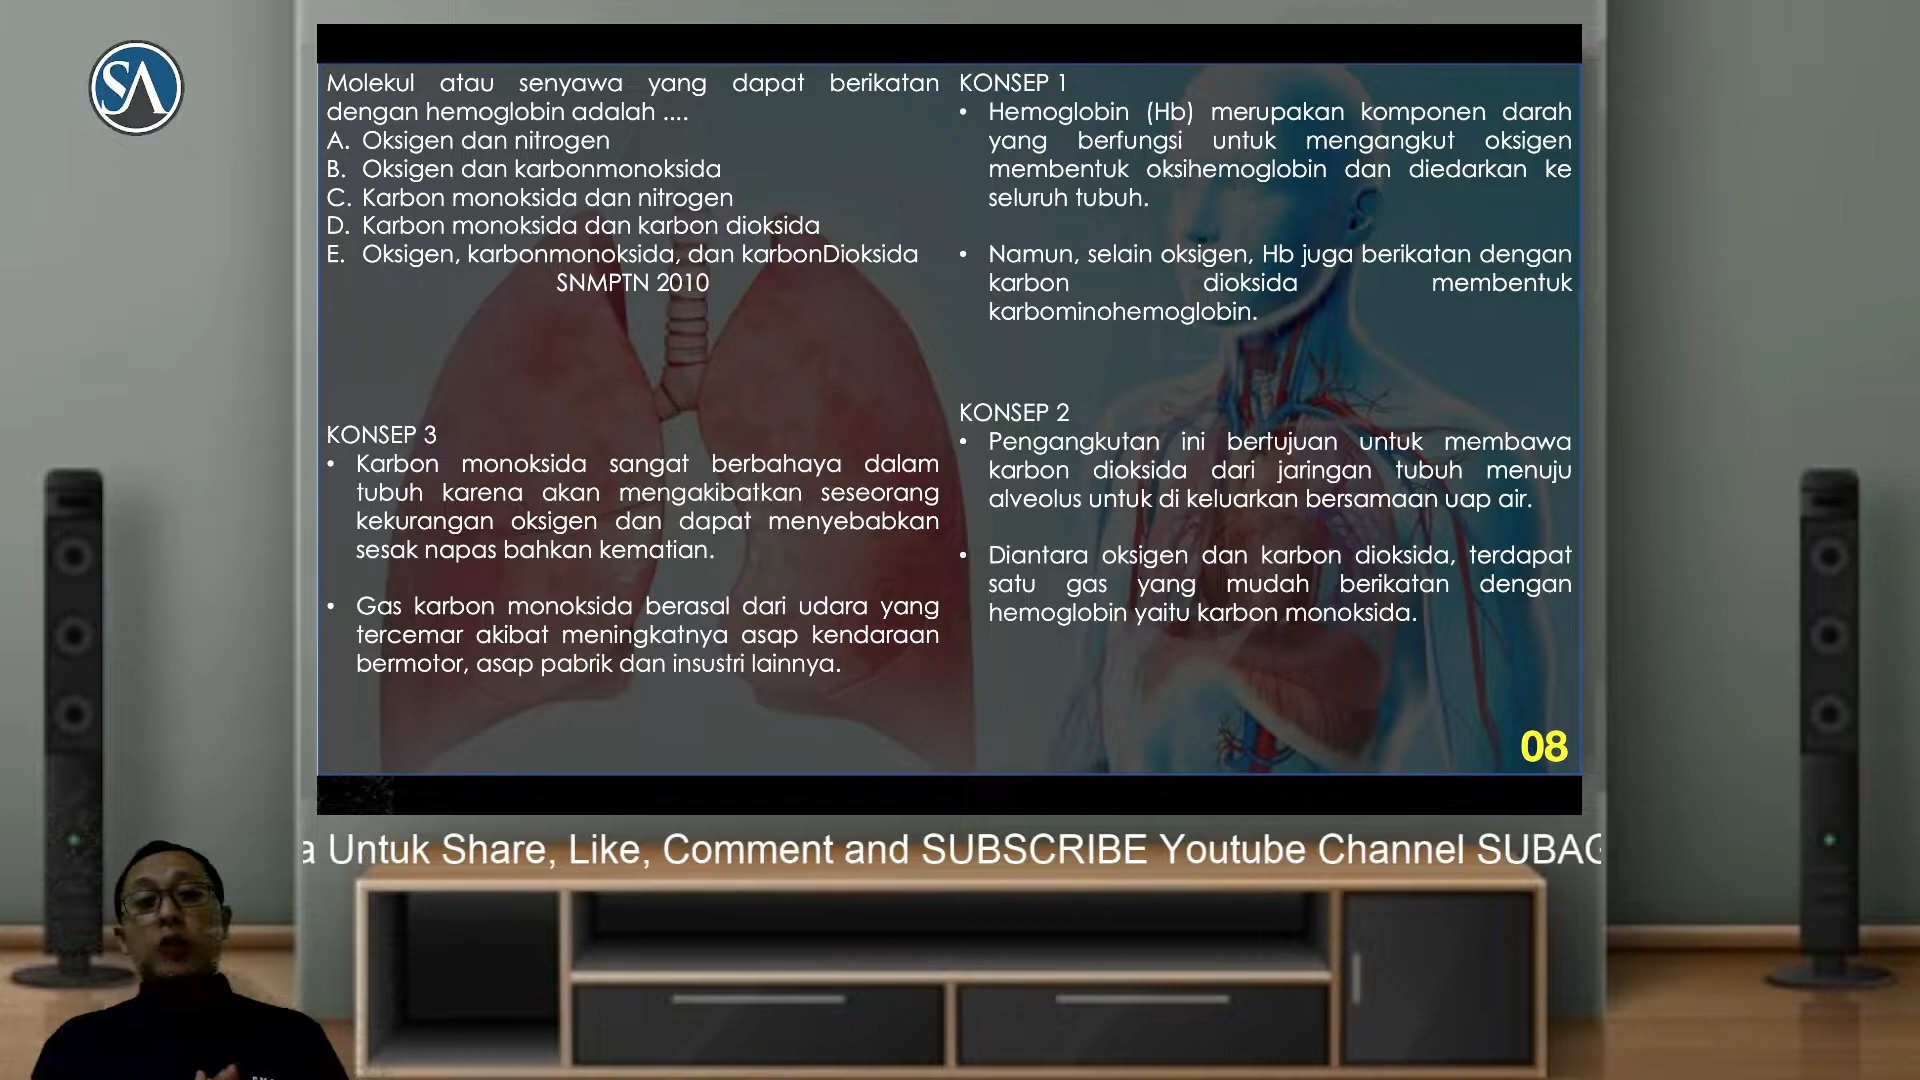 SA
Molekul atau senyawa yang dapat berikatan
dengan hemoglobin adalah ....
A. Oksigen dan nitrogen
B. Oksigen dan karbonmonoksida
C. Karbon monoksida dan nitrogen
D. Karbon monoksida dan karbon dioksida
E. Oksigen, karbonmonoksida, dan karbonDioksida
SNMPTN 2010
KONSEP 1
• Hemoglobin (Hb) merupakan komponen darah
yang berfungsi untuk mengangkut oksigen
membentuk oksihemoglobin dan diedarkan ke
seluruh tubuh.
• Namun, selain oksigen, Hb juga berikatan dengan
karbon dioksida membentuk
karbominohemoglobin.
KONSEP 2
• Pengangkutan ini bertujuan untuk membawa
karbon dioksida dari jaringan tubuh menuju
alveolus untuk di keluarkan bersamaan uap air.
• Diantara oksigen dan karbon dioksida, terdapat
satu gas yang mudah berikatan dengan
hemoglobin yaitu karbon monoksida.
KONSEP 3
• Karbon monoksida sangat berbahaya dalam
tubuh karena akan mengakibatkan seseorang
kekurangan oksigen dan dapat menyebabkan
sesak napas bahkan kematian.
• Gas karbon monoksida berasal dari udara yang
tercemar akibat meningkatnya asap kendaraan
bermotor, asap pabrik dan insustri lainnya.
08
a Untuk Share, Like, Comment and SUBSCRIBE Youtube Channel SUBAG